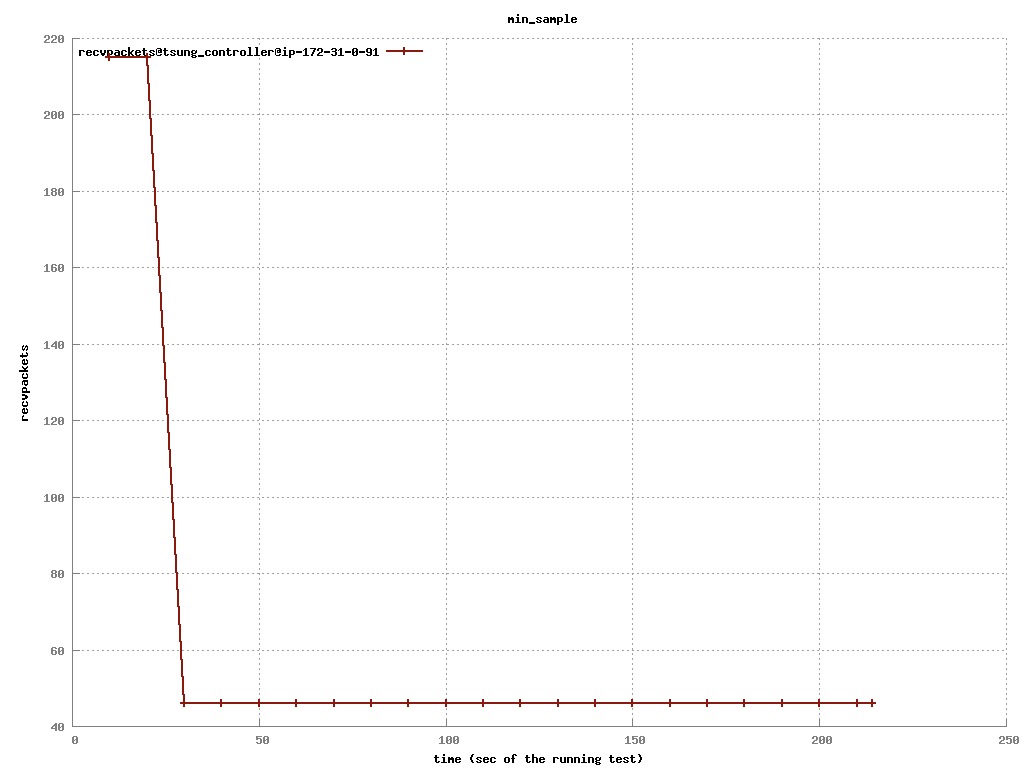 min_sample
220
recvpackets@tsung_controller@ip-172-31-0-91
200
180
160
140
recvpackets
120
100
80
60
40
0 50 100 150 200 250
time (sec of the running test)